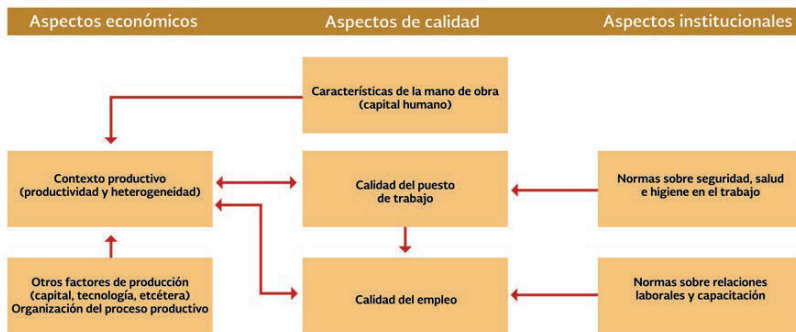 Aspectos económicos
Aspectos de calidad
Aspectos institucionales
Características de la mano de obra
(capital humano)
Contexto productivo
(productividad y heterogeneidad)
Calidad del puesto
de trabajo
Normas sobre seguridad, salud
e higiene en el trabajo
Otros factores de producción
(capital, tecnología, etcétera)
Organización del proceso productivo
Calidad del empleo
Normas sobre relaciones
laborales y capacitación